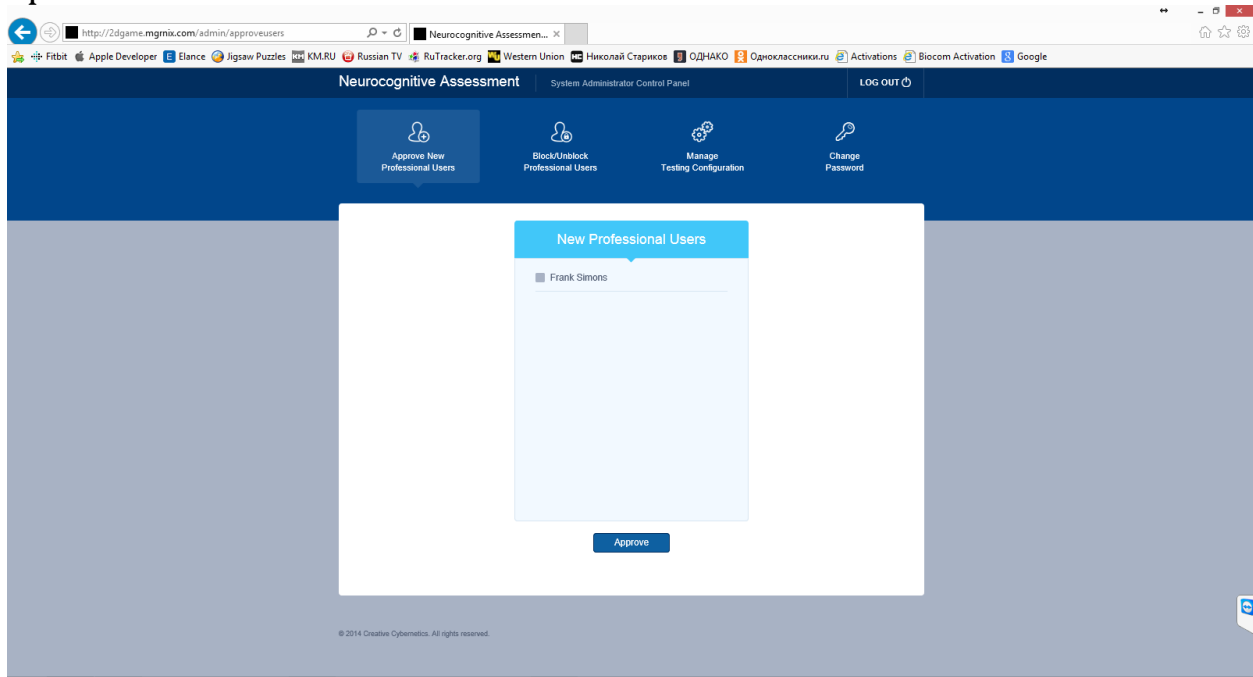 http://2dgame.mgrnix.com/admin/approveusers
Neurocognitive Assessmen...
Fitbit Apple Developer Elance Jigsaw Puzzles KM.RU Russian TV RuTracker.org Western Union Николай Стариков ОДНАКО Одноклассники.ru Activations Biocom Activation Google
Neurocognitive Assessment System Administrator Control Panel LOG OUT
Approve New
Professional Users
Block/Unblock
Professional Users
Manage
Testing Configuration
Change
Password
New Professional Users
Frank Simons
Approve
© 2014 Creative Cybernetics. All rights reserved.